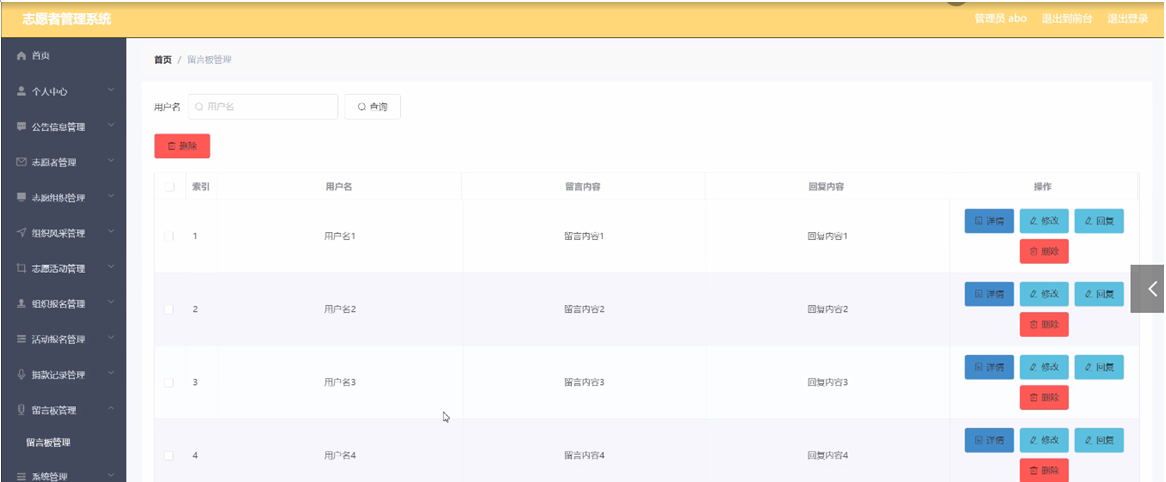 志愿者管理系统
管理员 abo 退出到前台 退出登录
首页
个人中心
公告信息管理
志愿者管理
志愿组织管理
组织风采管理
志愿活动管理
组织报名管理
活动报名管理
捐款记录管理
留言板管理
留言板管理
系统管理
首页 / 留言板管理
用户名 用户名 查询
删除
索引 用户名 留言内容 回复内容 操作
1 用户名1 留言内容1 回复内容1 详情 修改 回复
删除
2 用户名2 留言内容2 回复内容2 详情 修改 回复
删除
3 用户名3 留言内容3 回复内容3 详情 修改 回复
删除
4 用户名4 留言内容4 回复内容4 详情 修改 回复
删除